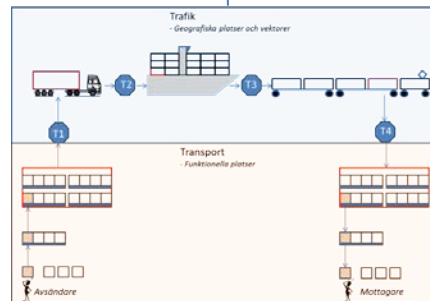 Trafik
- Geografiska platser och vektorer
T2
T3
T1
T4
Transport
- Funktionella platser
Avsändare
Mottagare